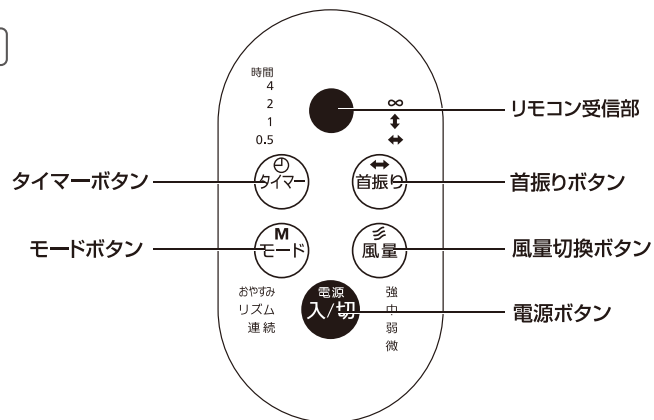 時間
4
2
1
0.5
∞
↕
↔
リモコン受信部
タイマーボタン
タイマー
↔
首振り
首振りボタン
モードボタン
M
モード
風量
風量切換ボタン
おやすみ
リズム
連続
電源
入/切
強
中
弱
微
電源ボタン